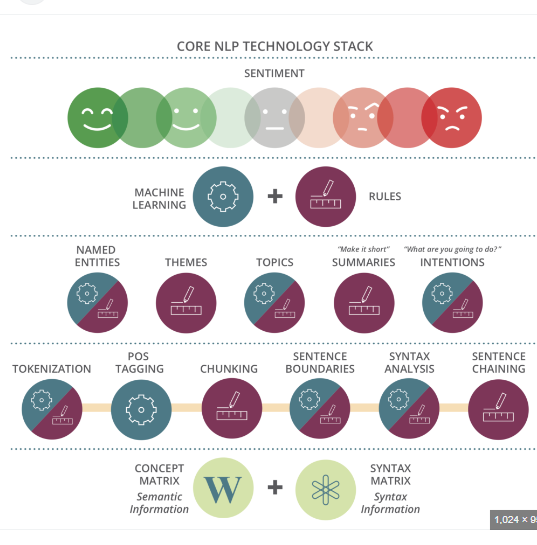 CORE NLP TECHNOLOGY STACK
SENTIMENT
MACHINE
LEARNING
RULES
NAMED
ENTITIES
THEMES
TOPICS
"Make it short"
SUMMARIES
"What are you going to do?"
INTENTIONS
TOKENIZATION
POS
TAGGING
CHUNKING
SENTENCE
BOUNDARIES
SYNTAX
ANALYSIS
SENTENCE
CHAINING
CONCEPT
MATRIX
Semantic
Information
W
SYNTAX
MATRIX
Syntax
Information
1,024 × 9